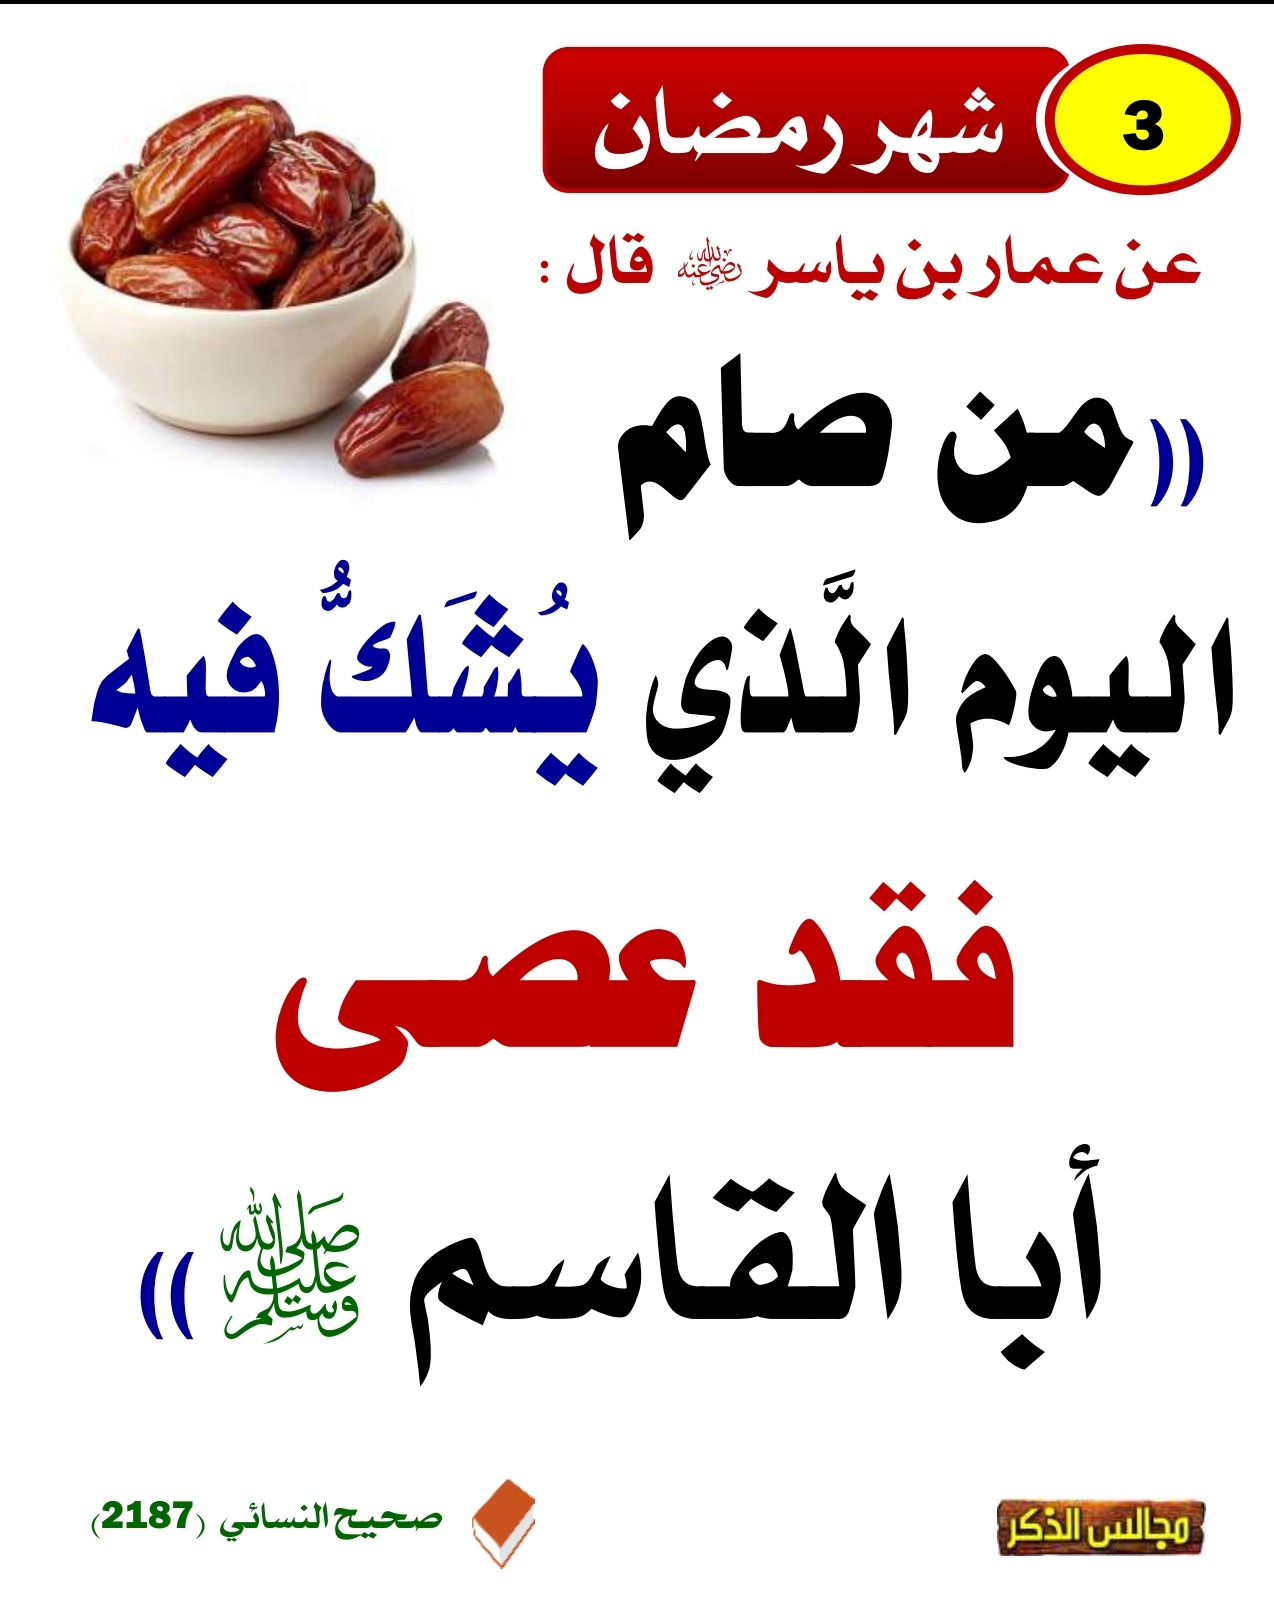 3 شهر رمضان
عن عمار بن ياسر رضي الله عنه قال :
((من صام
اليوم الَّذي يُشَكُّ فيه
فقد عصى
أبا القاسم صلى الله عليه وسلم ))
مجالس الذكر
صحيح النسائي (2187)